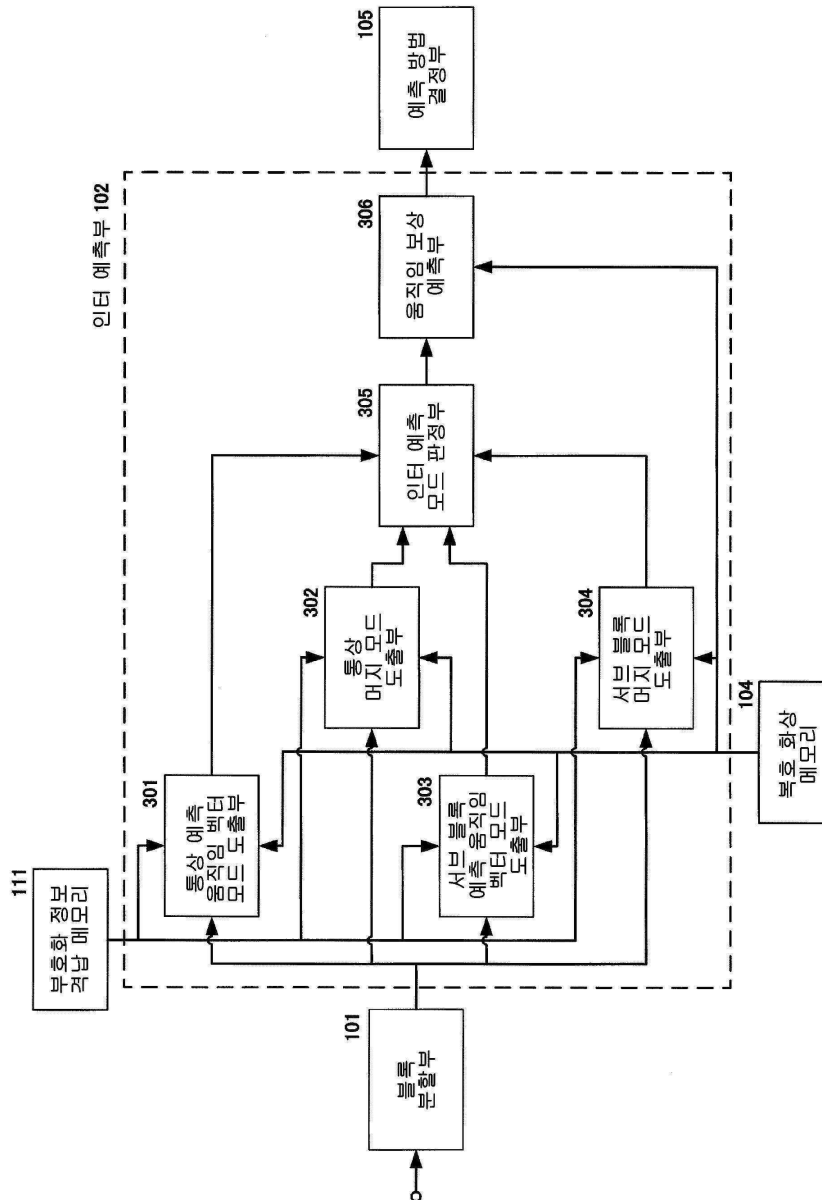 인터 예측부 102
111
부호화 정보
격납 메모리
101
블록
분할부
301
통상 예측
움직임 벡터
모드 도출부
302
통상
머지 모드
도출부
303
서브 블록
예측 움직임
벡터 모드
도출부
304
서브 블록
머지 모드
도출부
305
인터 예측
모드 판정부
306
움직임 보상
예측부
105
예측 방법
결정부
104
복호 화상
메모리